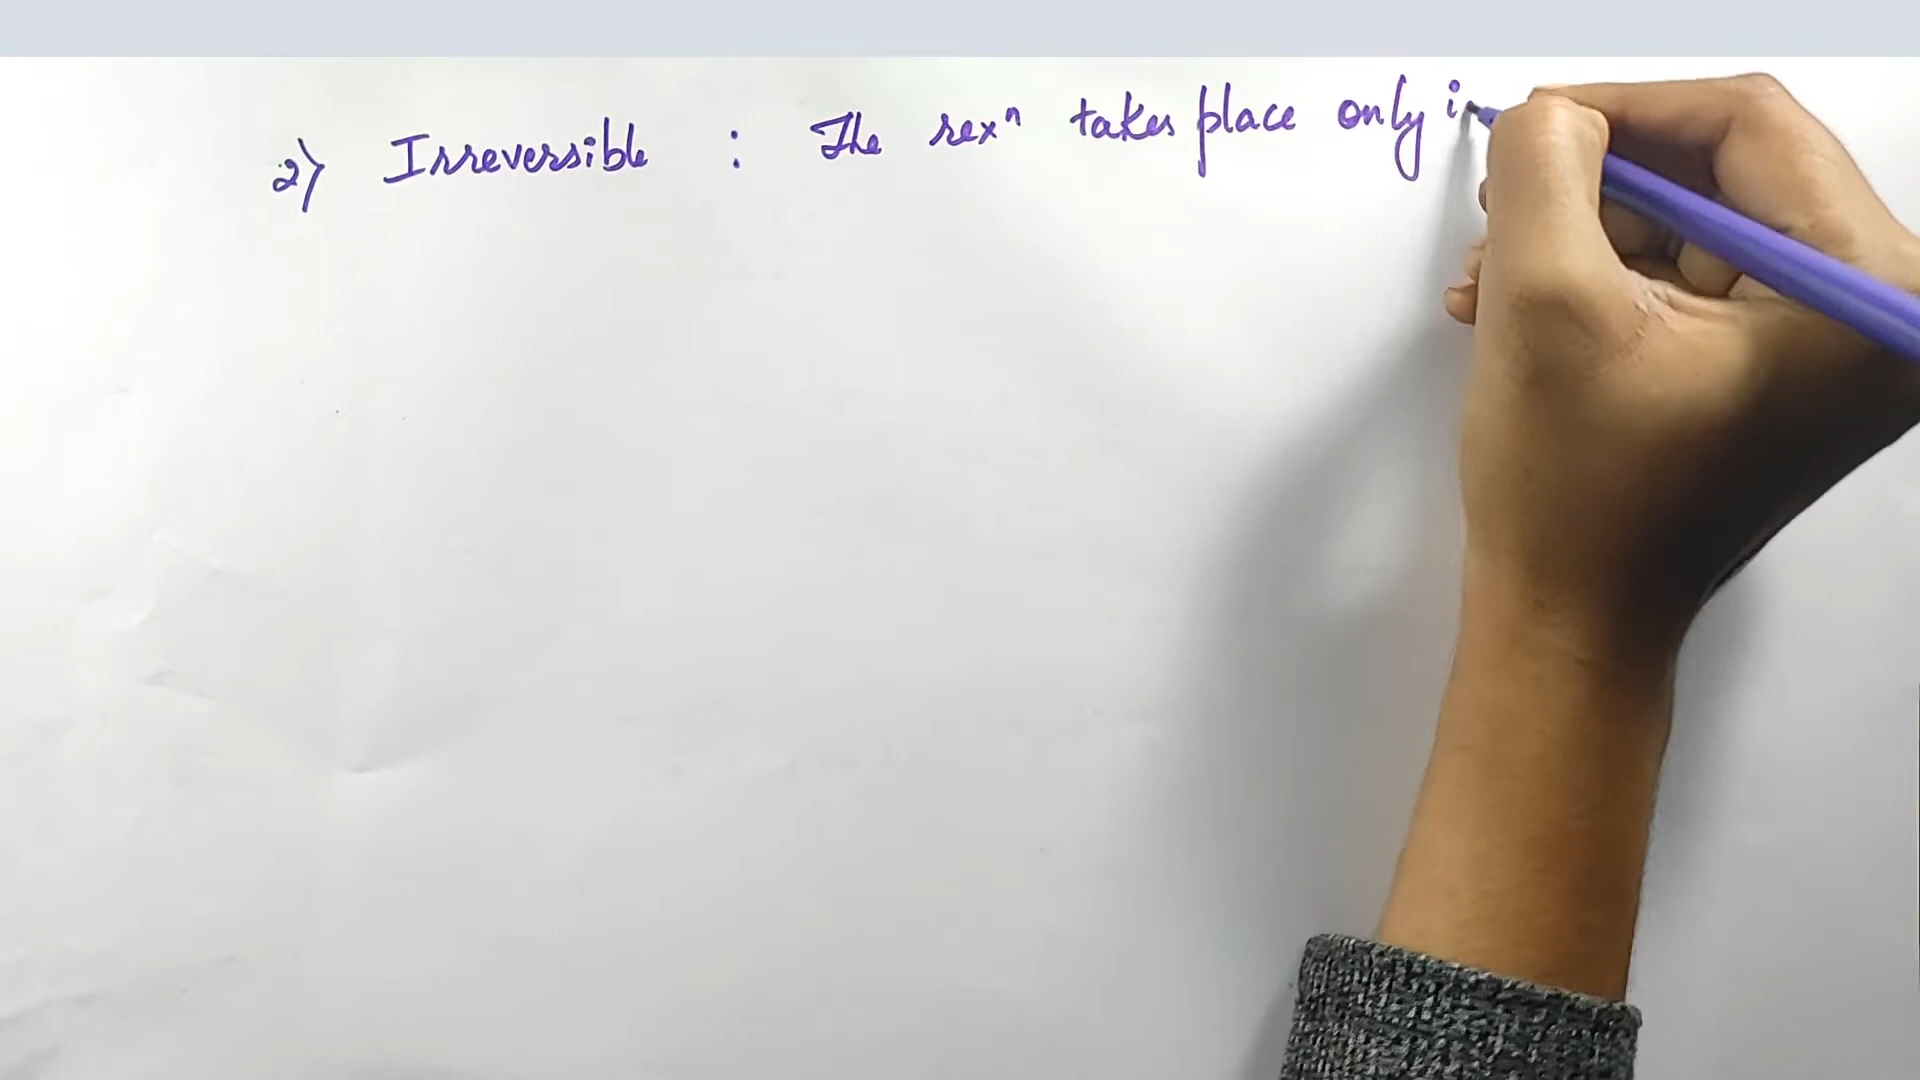 2) Irreversible : The rexⁿ takes place only i